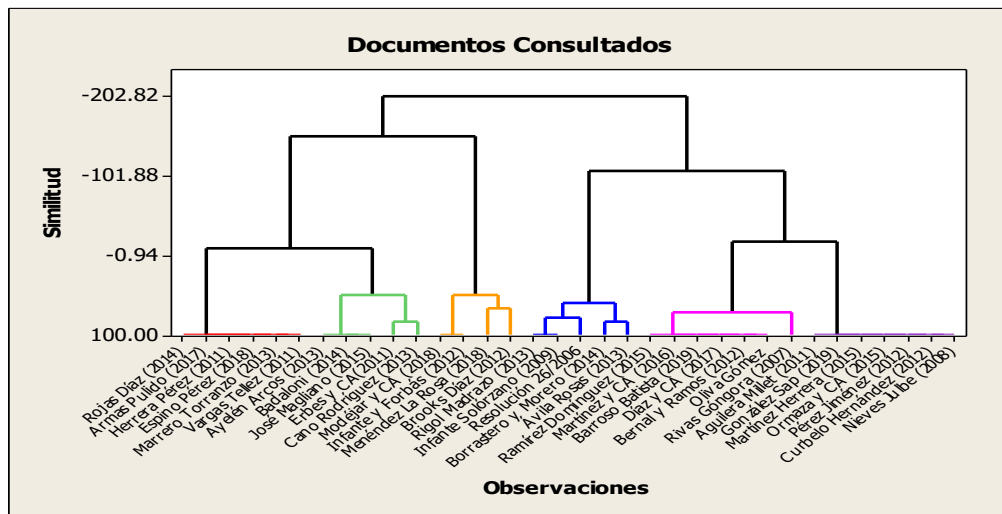 Documentos Consultados
-202.82
-101.88
-0.94
100.00
Similitud
Rojas Díaz (2014)
Armas Pulido (2017)
Herrera Pérez (2011)
Espino Pérez (2018)
Marrero Torranzo (2013)
Vargas Tellez (2011)
Ayelén Arcos (2013)
Badaloni (2014)
José Magliano (2015)
Erbes y CA (2011)
Cano Rodríguez (2013)
Modéjar y CA (2018)
Infante y Forbás (2012)
Menéndez La Rosa (2018)
Brooks Díaz (2012)
Rigor Madrazo (2013)
Infante Solórzano (2009)
Resolución 26/2006
Borrastero y Morero (2014)
Ávila Rosas (2013)
Ramírez Domínguez (2015)
Martínez y CA (2016)
Barroso Batista (2019)
Díaz y CA (2017)
Bernal y Ramos (2012)
Oliva Gómez
Rivas Góngora (2007)
Aguilera Millet (2011)
González Sap (2019)
Martínez Herrera (2015)
Ormaza y CA (2015)
Pérez Jiménez (2012)
Curbelo Hernández (2012)
Nieves Julbe (2008)
Observaciones